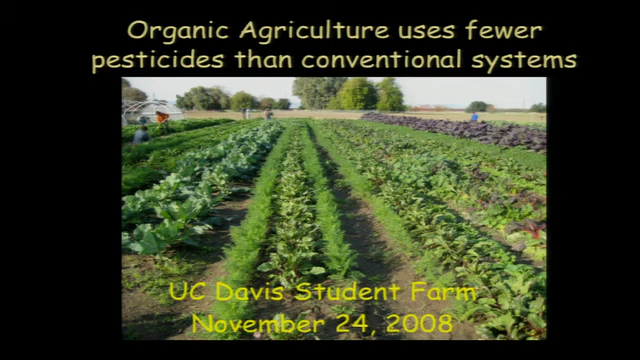 Organic Agriculture uses fewer
pesticides than conventional systems
UC Davis Student Farm
November 24, 2008